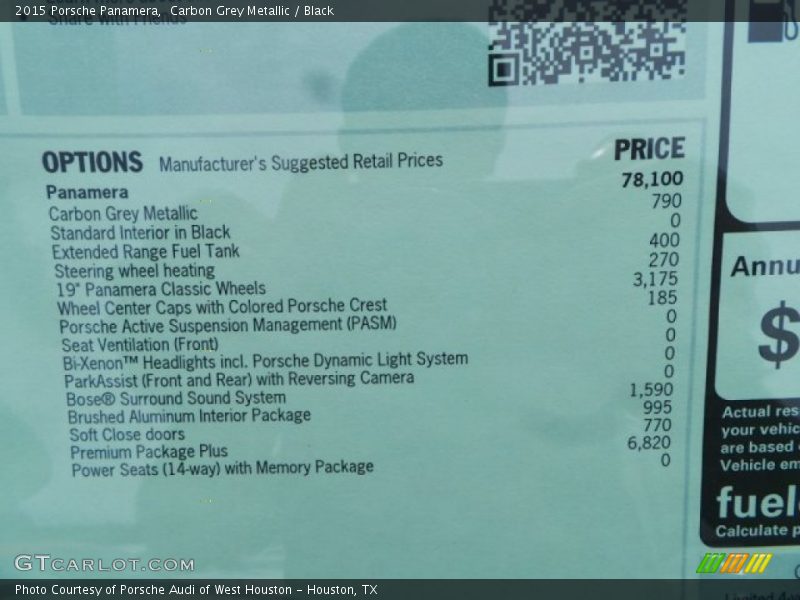 2015 Porsche Panamera, Carbon Grey Metallic / Black
Share with Friends
OPTIONS Manufacturer's Suggested Retail Prices PRICE
Panamera 78,100
Carbon Grey Metallic 790
Standard Interior in Black 0
Extended Range Fuel Tank 400
Steering wheel heating 270
19" Panamera Classic Wheels 3,175
Wheel Center Caps with Colored Porsche Crest 185
Porsche Active Suspension Management (PASM) 0
Seat Ventilation (Front) 0
Bi-Xenon™ Headlights incl. Porsche Dynamic Light System 0
ParkAssist (Front and Rear) with Reversing Camera 0
Bose® Surround Sound System 1,590
Brushed Aluminum Interior Package 995
Soft Close doors 770
Premium Package Plus 6,820
Power Seats (14-way) with Memory Package 0
Annu
$
Actual res
your vehic
are based
Vehicle em
fuel
Calculate p
GTCARLOT.COM
Photo Courtesy of Porsche Audi of West Houston - Houston, TX